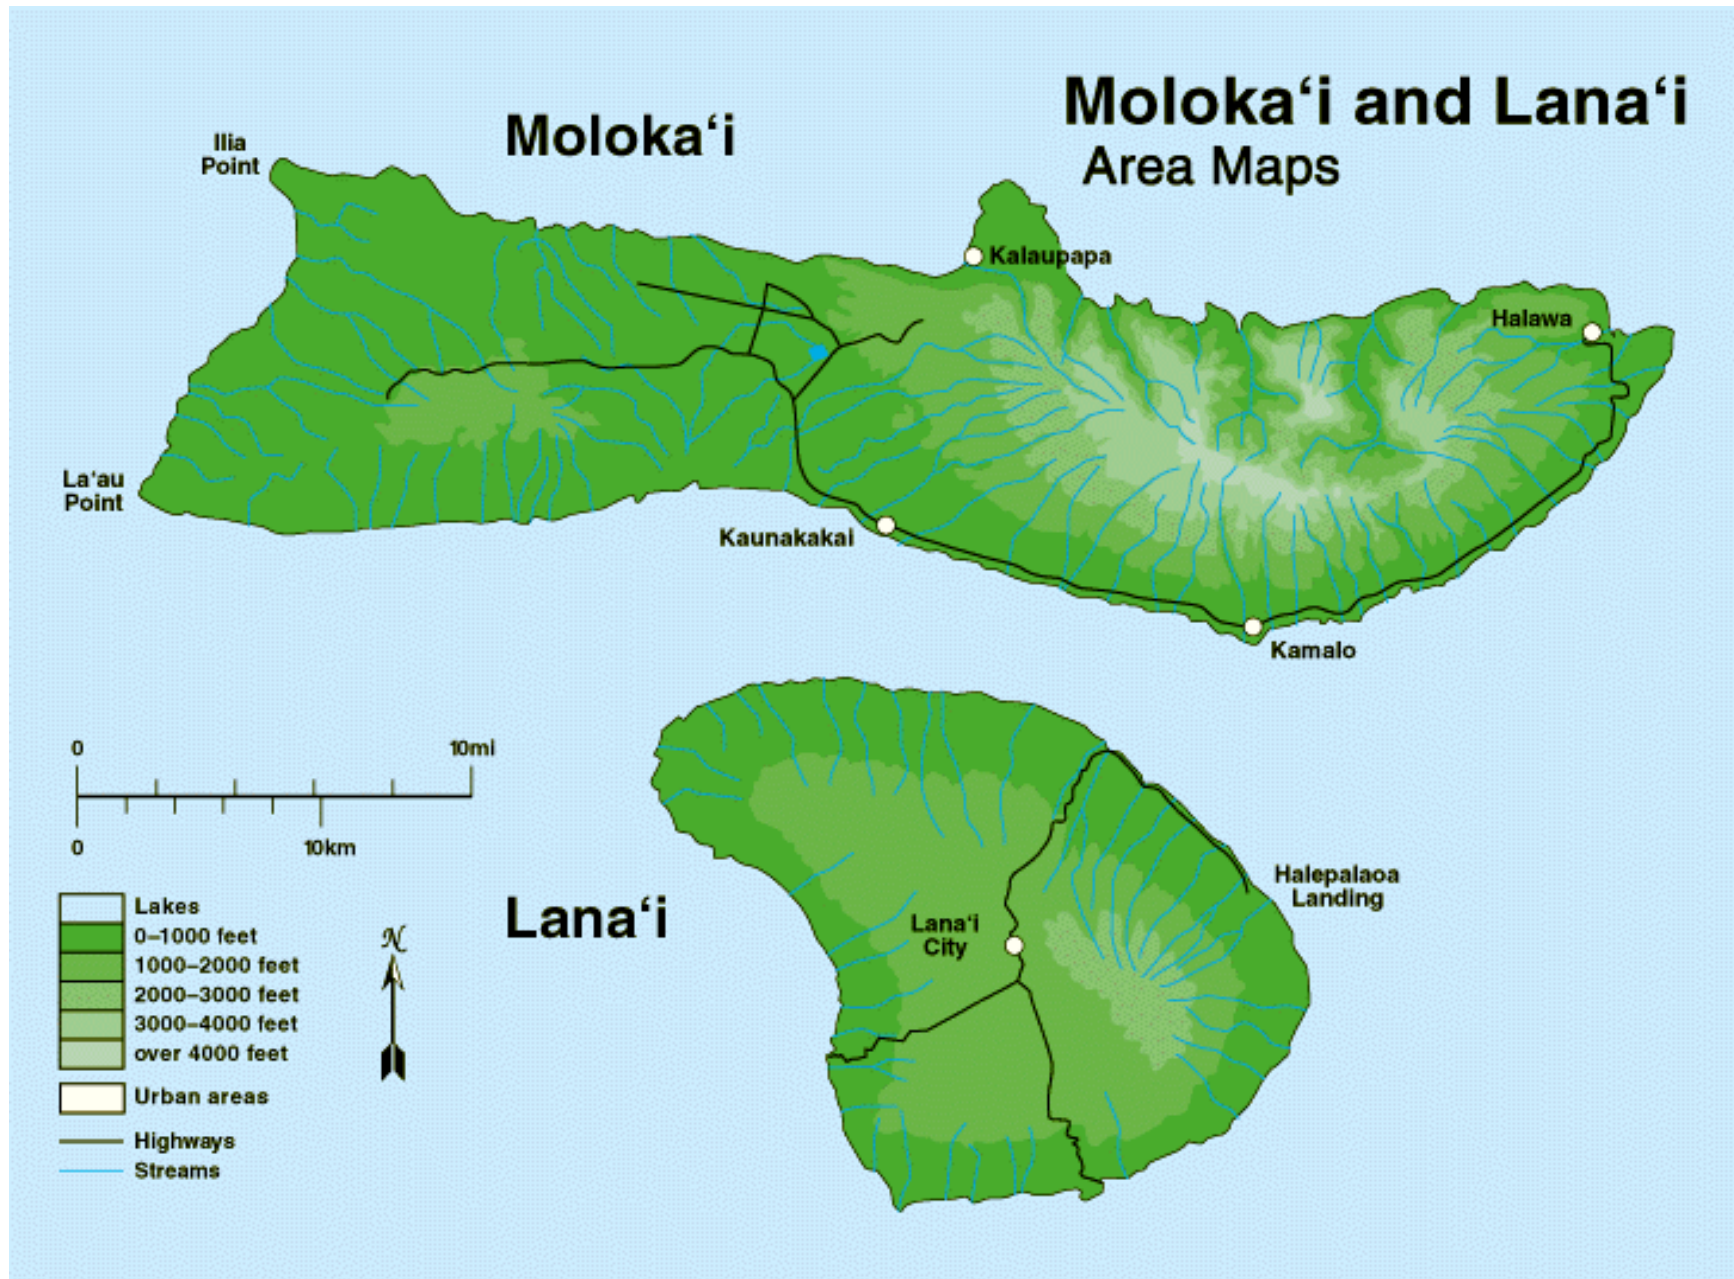 Moloka‘i and Lana‘i
Area Maps
Moloka‘i
Ilia
Point
Kalaupapa
Halawa
La‘au
Point
Kaunakakai
Kamalo
0
10mi
0
10km
Halepalaoa
Landing
Lana‘i
Lana‘i
City
N
Lakes
0–1000 feet
1000–2000 feet
2000–3000 feet
3000–4000 feet
over 4000 feet
Urban areas
Highways
Streams